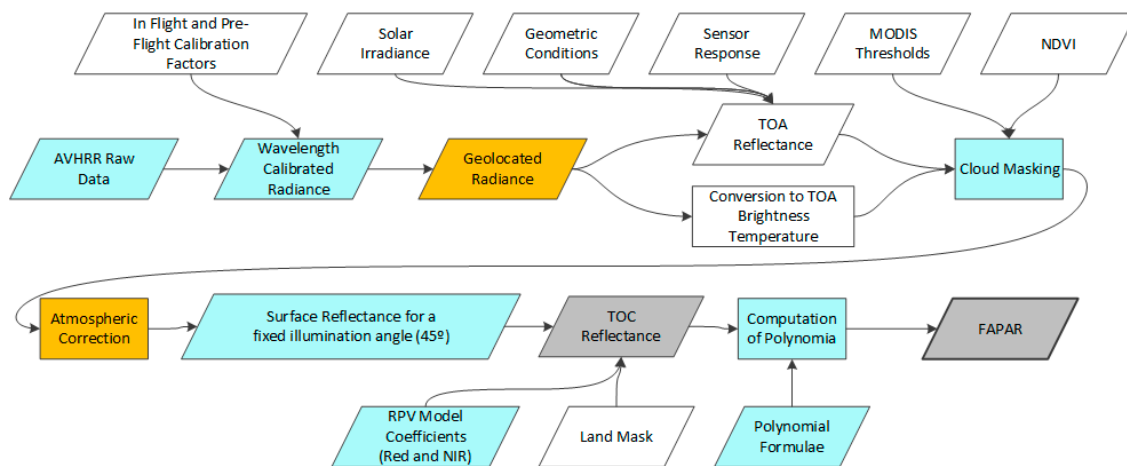 In Flight and Pre-
Flight Calibration
Factors
Solar
Irradiance
Geometric
Conditions
Sensor
Response
MODIS
Thresholds
NDVI
AVHRR Raw
Data
Wavelength
Calibrated
Radiance
Geolocated
Radiance
TOA
Reflectance
Conversion to TOA
Brightness
Temperature
Cloud Masking
Atmospheric
Correction
Surface Reflectance for a
fixed illumination angle (45º)
TOC
Reflectance
Computation
of Polynomia
FAPAR
RPV Model
Coefficients
(Red and NIR)
Land Mask
Polynomial
Formulae